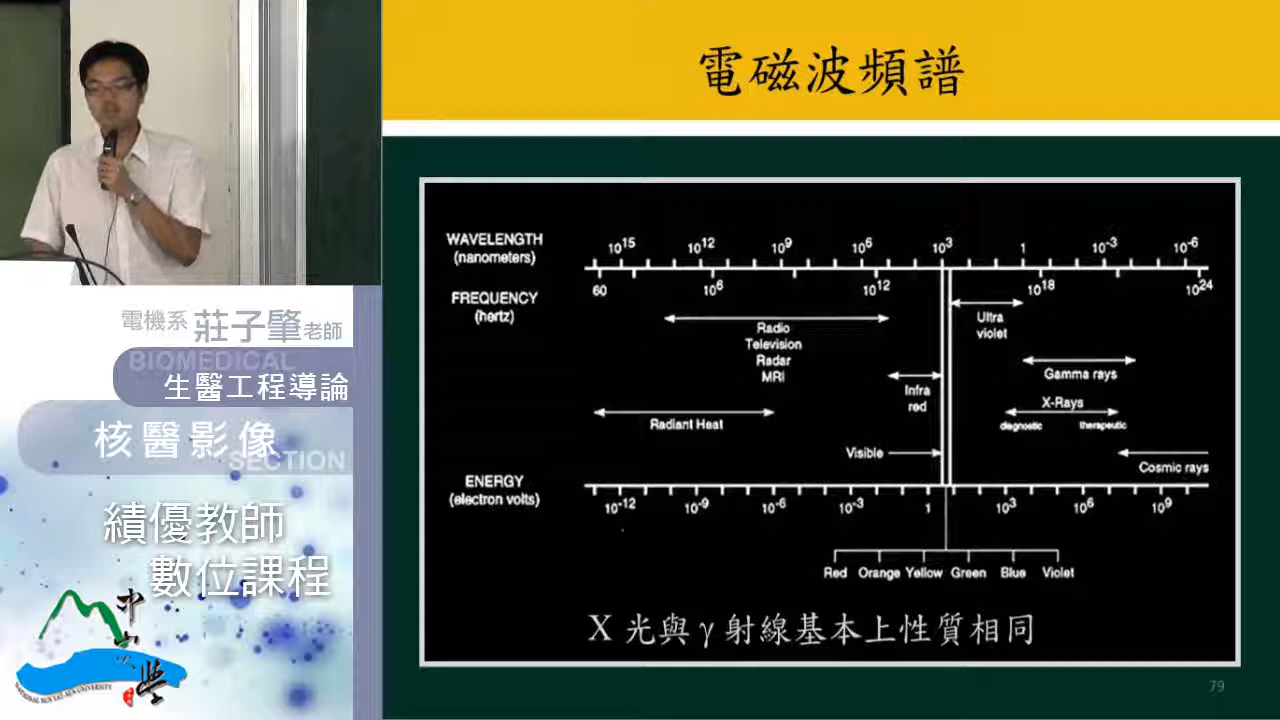 電磁波頻譜
WAVELENGTH
(nanometers)
10^15 10^12 10^9 10^6 10^3 1 10^-3 10^-6
60 10^6 10^12 10^18 10^24
FREQUENCY
(hertz)
Ultra
violet
Radio
Television
Radar
MRI
Infra
red
Gamma rays
X-Rays
diagnostic therapeutic
Radiant Heat
Visible
Cosmic rays
ENERGY
(electron volts)
10^-12 10^-9 10^-6 10^-3 1 10^3 10^6 10^9
Red Orange Yellow Green Blue Violet
X 光與 γ 射線基本上性質相同
79
電機系 莊子肇老師
BIOMEDICAL
生醫工程導論
核醫影像
SECTION
績優教師
數位課程
NATIONAL SUN YAT-SEN UNIVERSITY